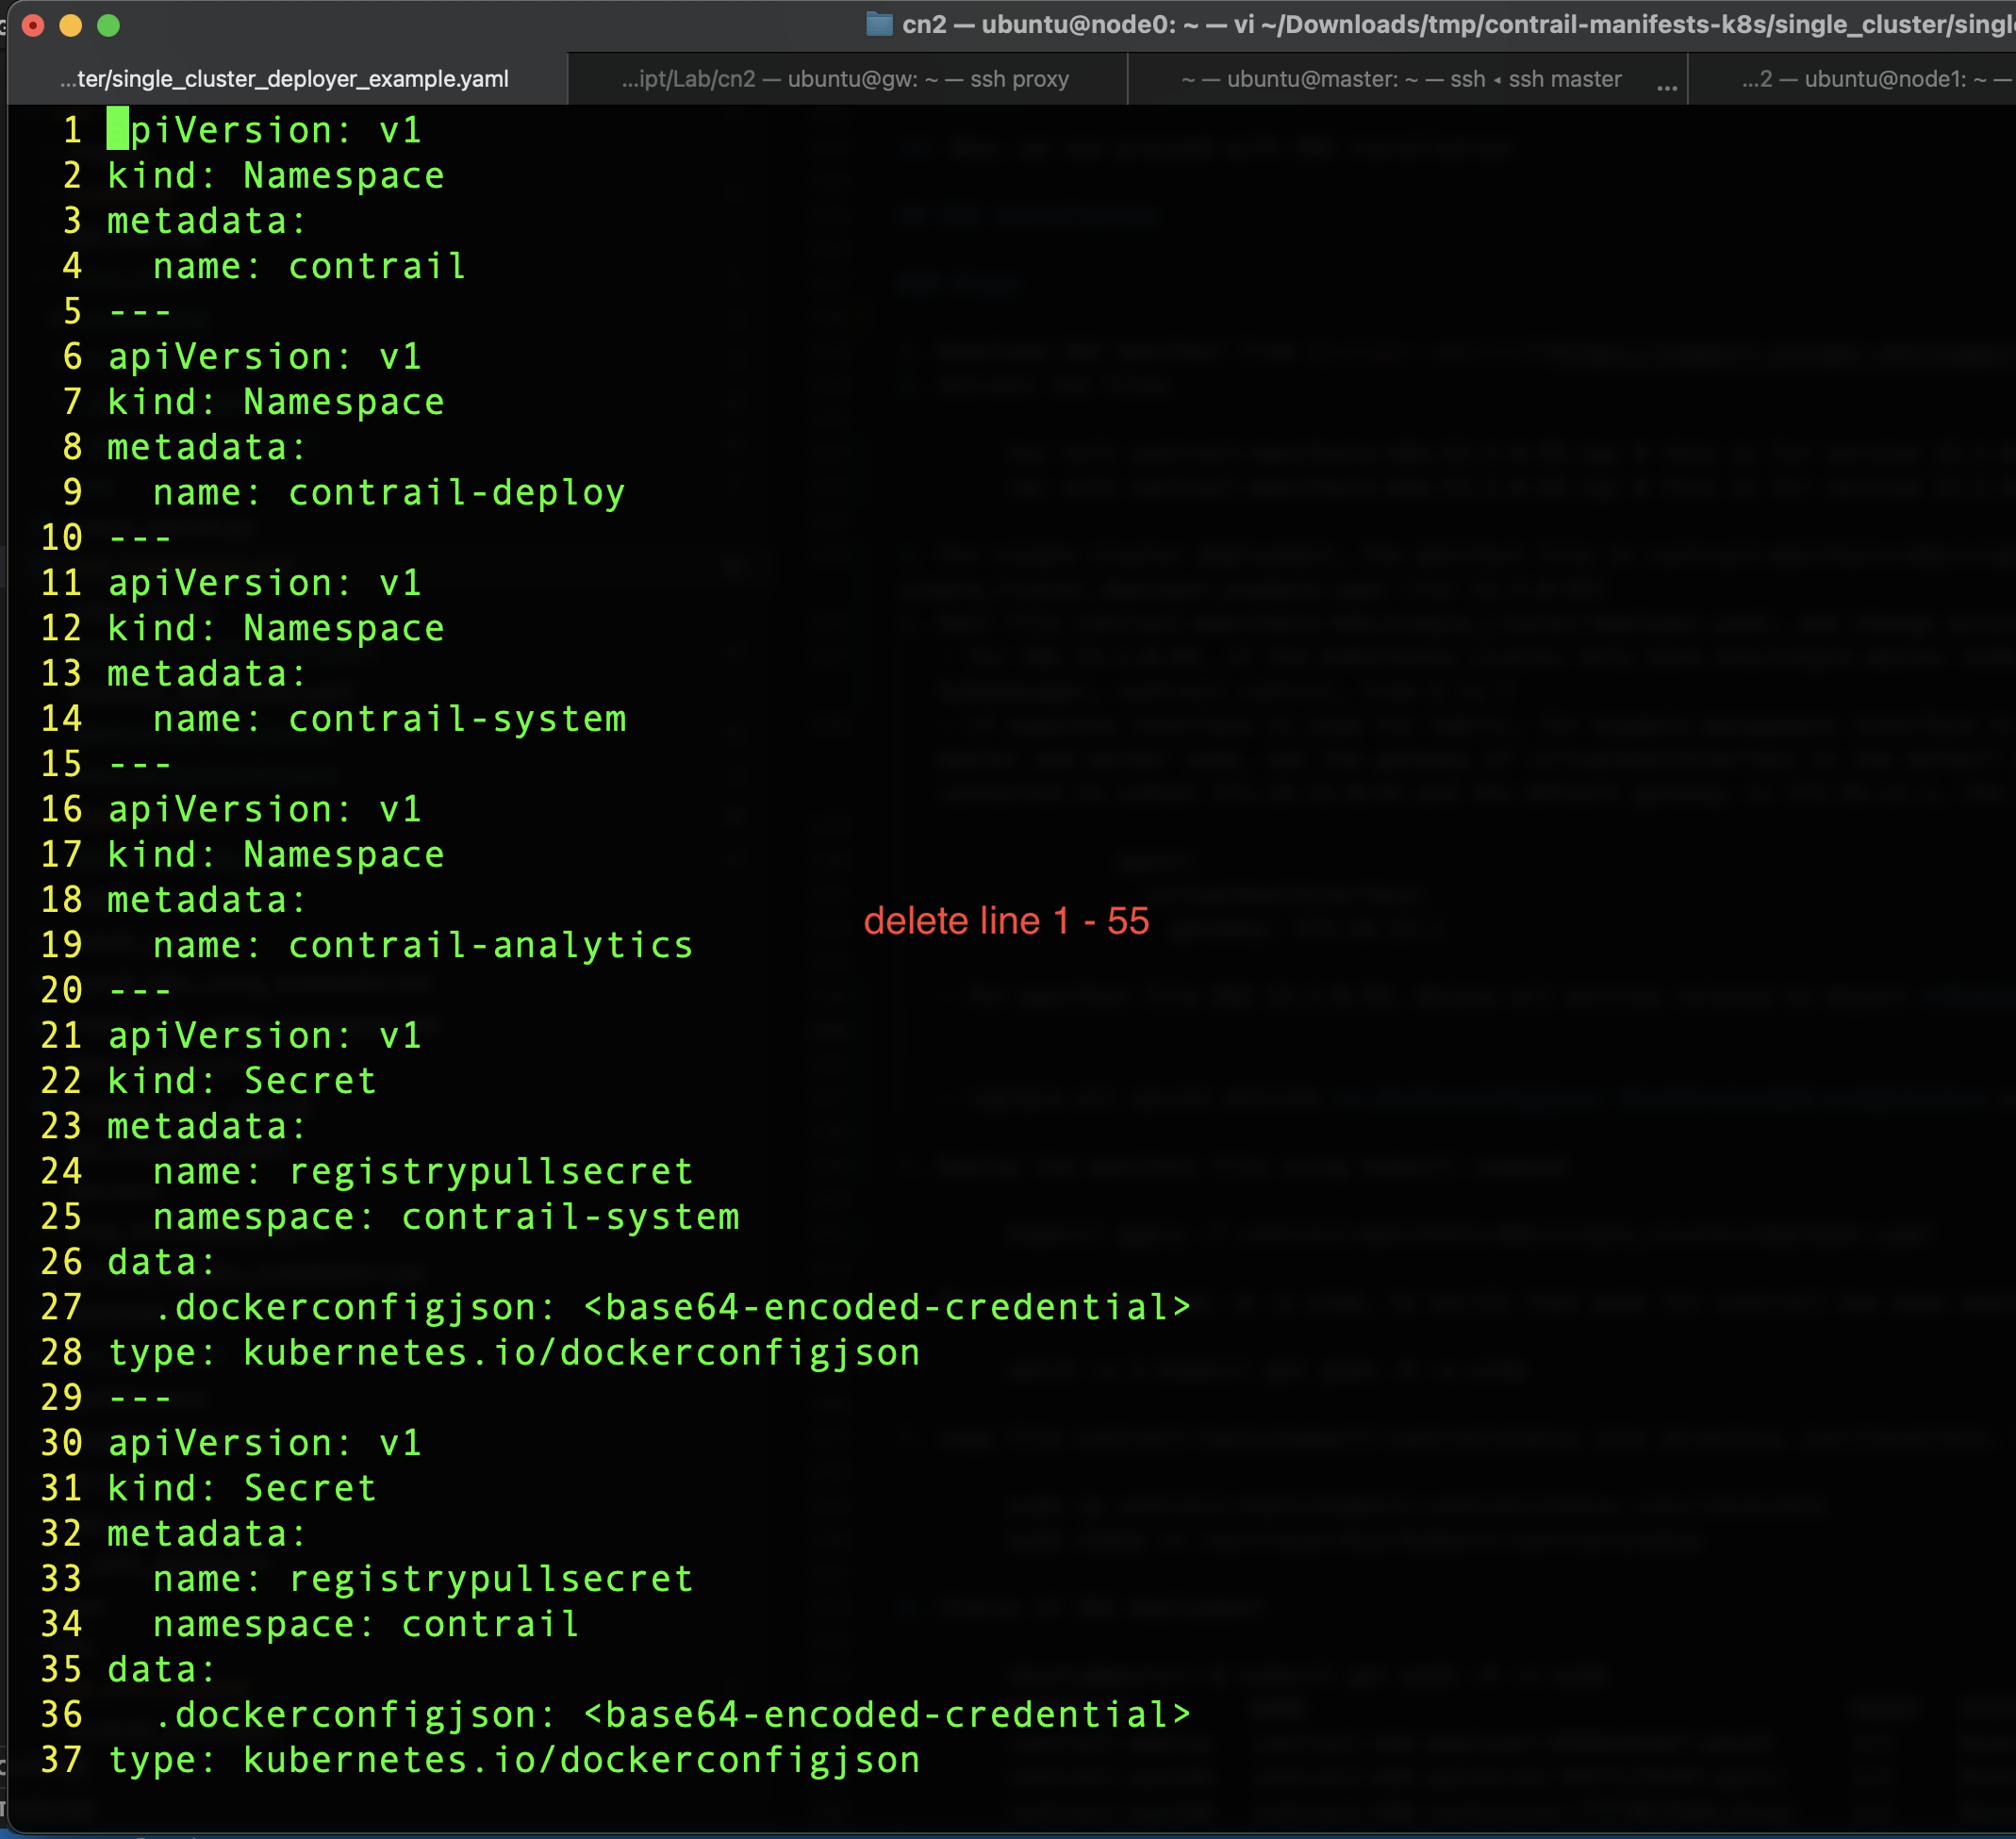 cn2 — ubuntu@node0: ~ — vi ~/Downloads/tmp/contrail-manifests-k8s/single_cluster/singl
...ter/single_cluster_deployer_example.yaml ...ipt/Lab/cn2 — ubuntu@gw: ~ — ssh proxy ~ — ubuntu@master: ~ — ssh ◂ ssh master ... ...2 — ubuntu@node1: ~ —
1 apiVersion: v1
2 kind: Namespace
3 metadata:
4   name: contrail
5 ---
6 apiVersion: v1
7 kind: Namespace
8 metadata:
9   name: contrail-deploy
10 ---
11 apiVersion: v1
12 kind: Namespace
13 metadata:
14   name: contrail-system
15 ---
16 apiVersion: v1
17 kind: Namespace
18 metadata:
delete line 1 - 55
19   name: contrail-analytics
20 ---
21 apiVersion: v1
22 kind: Secret
23 metadata:
24   name: registrypullsecret
25   namespace: contrail-system
26 data:
27   .dockerconfigjson: <base64-encoded-credential>
28 type: kubernetes.io/dockerconfigjson
29 ---
30 apiVersion: v1
31 kind: Secret
32 metadata:
33   name: registrypullsecret
34   namespace: contrail
35 data:
36   .dockerconfigjson: <base64-encoded-credential>
37 type: kubernetes.io/dockerconfigjson